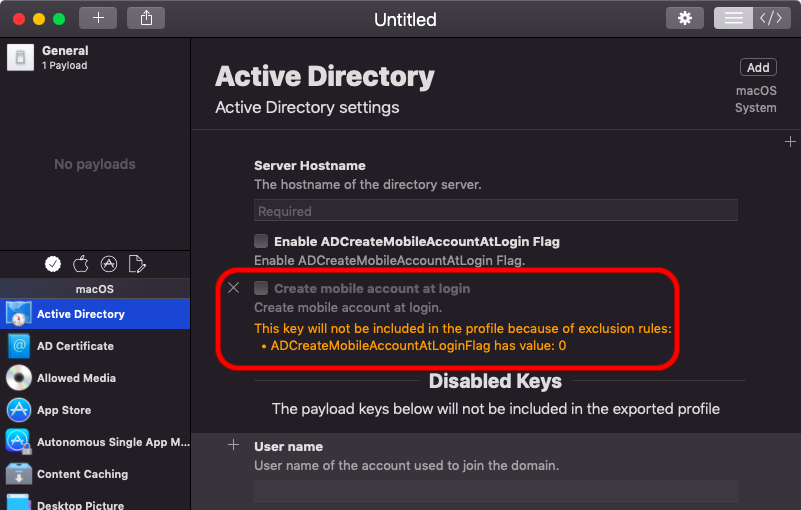 Untitled
General
1 Payload
No payloads
macOS
Active Directory
AD Certificate
Allowed Media
App Store
Autonomous Single App M...
Content Caching
Desktop Picture
Active Directory
Active Directory settings
Add
macOS
System
Server Hostname
The hostname of the directory server.
Required
Enable ADCreateMobileAccountAtLogin Flag
Enable ADCreateMobileAccountAtLogin Flag.
Create mobile account at login
Create mobile account at login.
This key will not be included in the profile because of exclusion rules:
• ADCreateMobileAccountAtLoginFlag has value: 0
Disabled Keys
The payload keys below will not be included in the exported profile
User name
User name of the account used to join the domain.